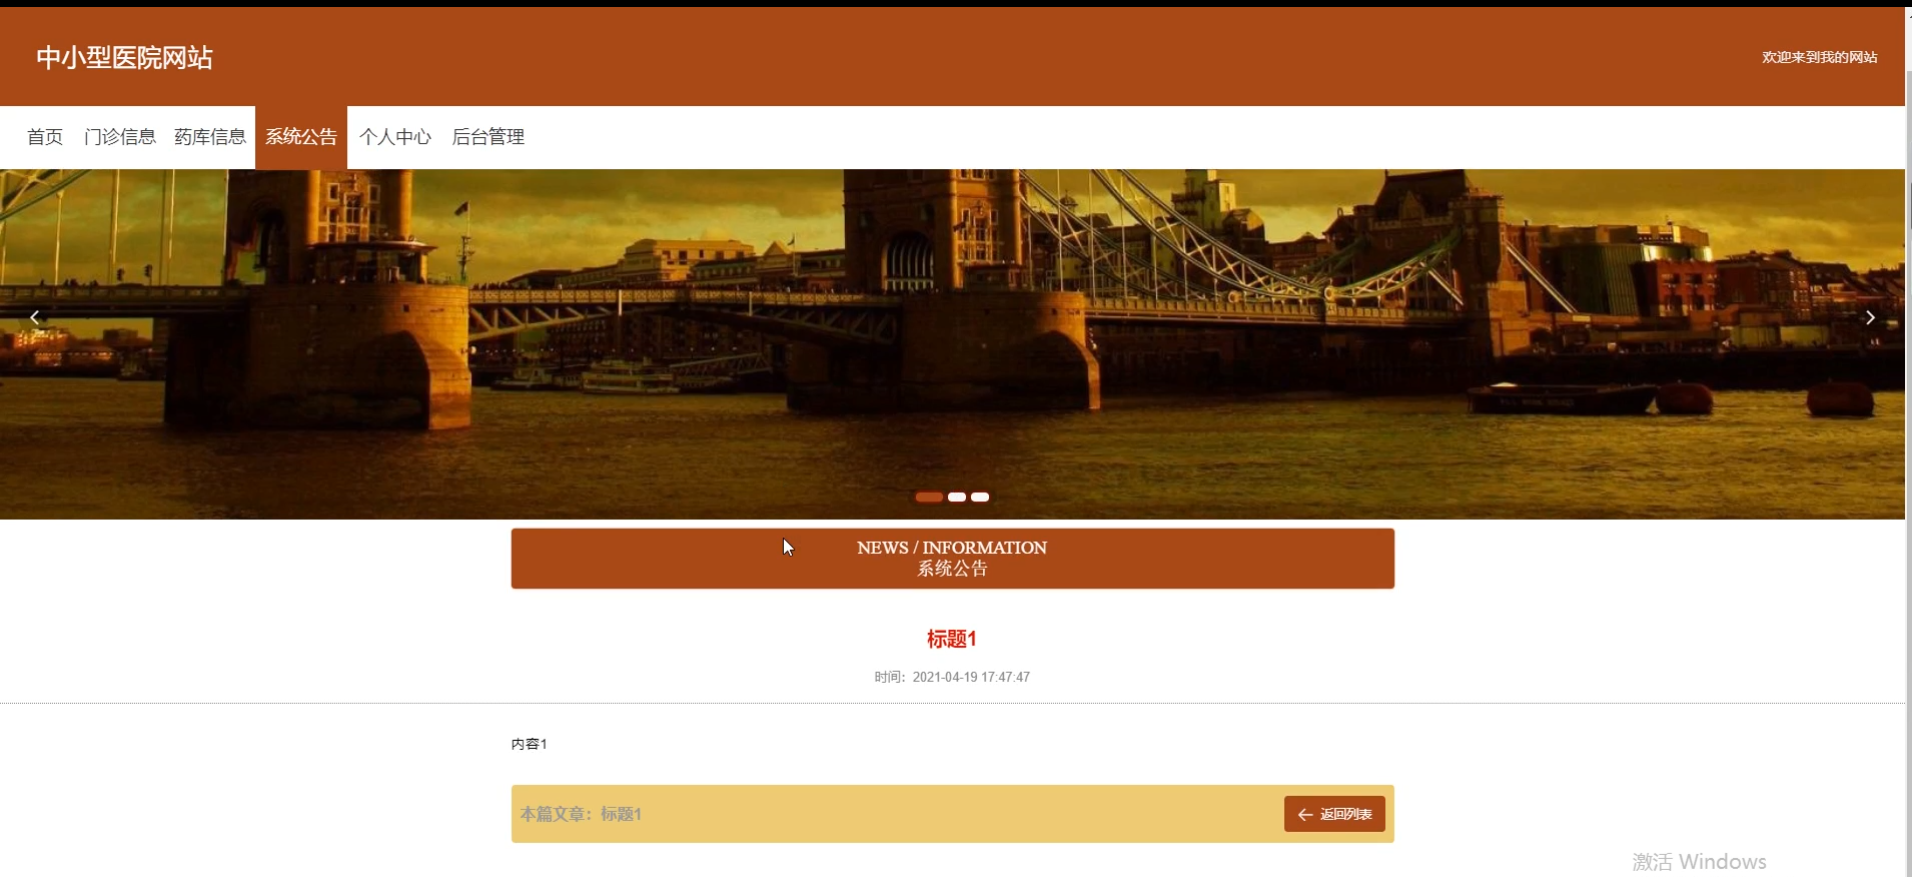 中小型医院网站
欢迎来到我的网站
首页 门诊信息 药库信息 系统公告 个人中心 后台管理
NEWS / INFORMATION
系统公告
标题1
时间：2021-04-19 17:47:47
内容1
本篇文章：标题1
← 返回列表
激活 Windows